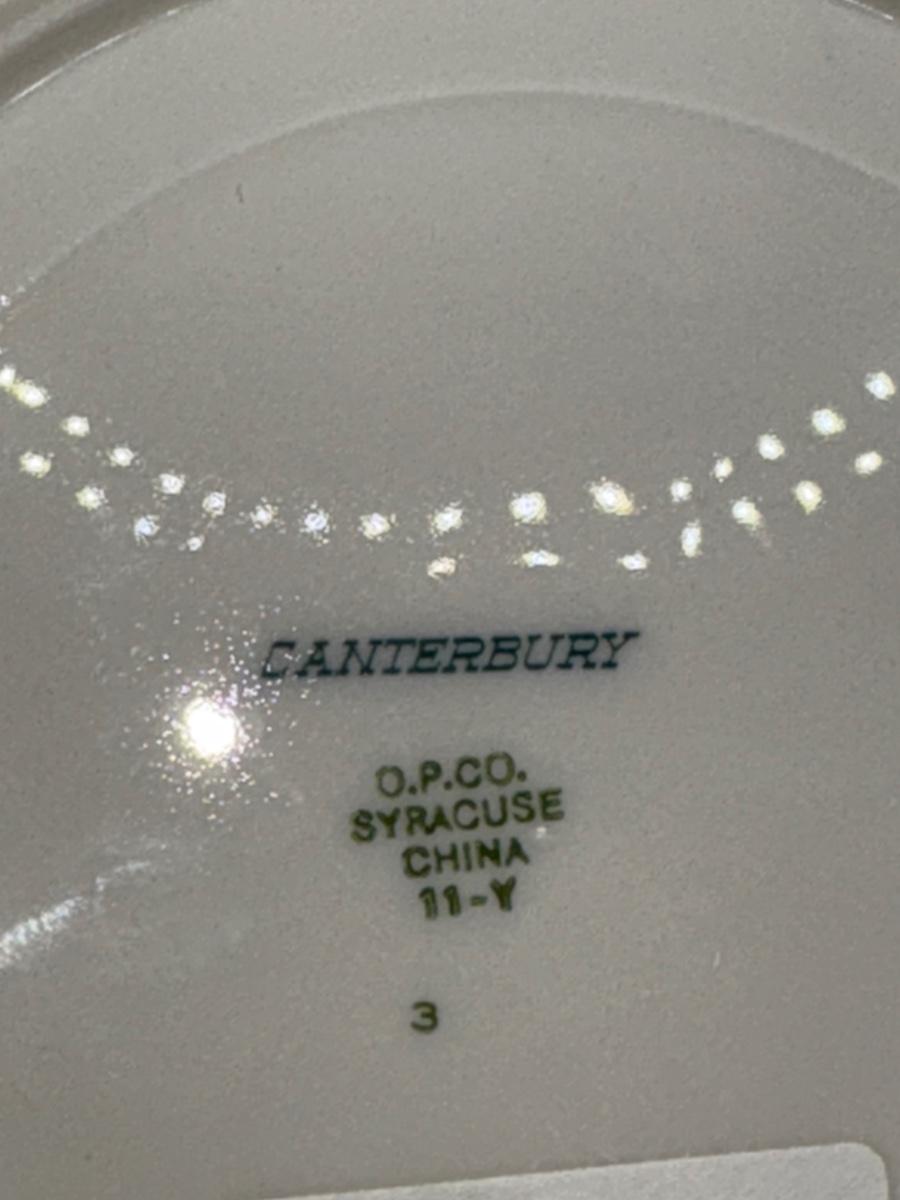 CANTERBURY
O.P.CO.
SYRACUSE
CHINA
11-Y
3